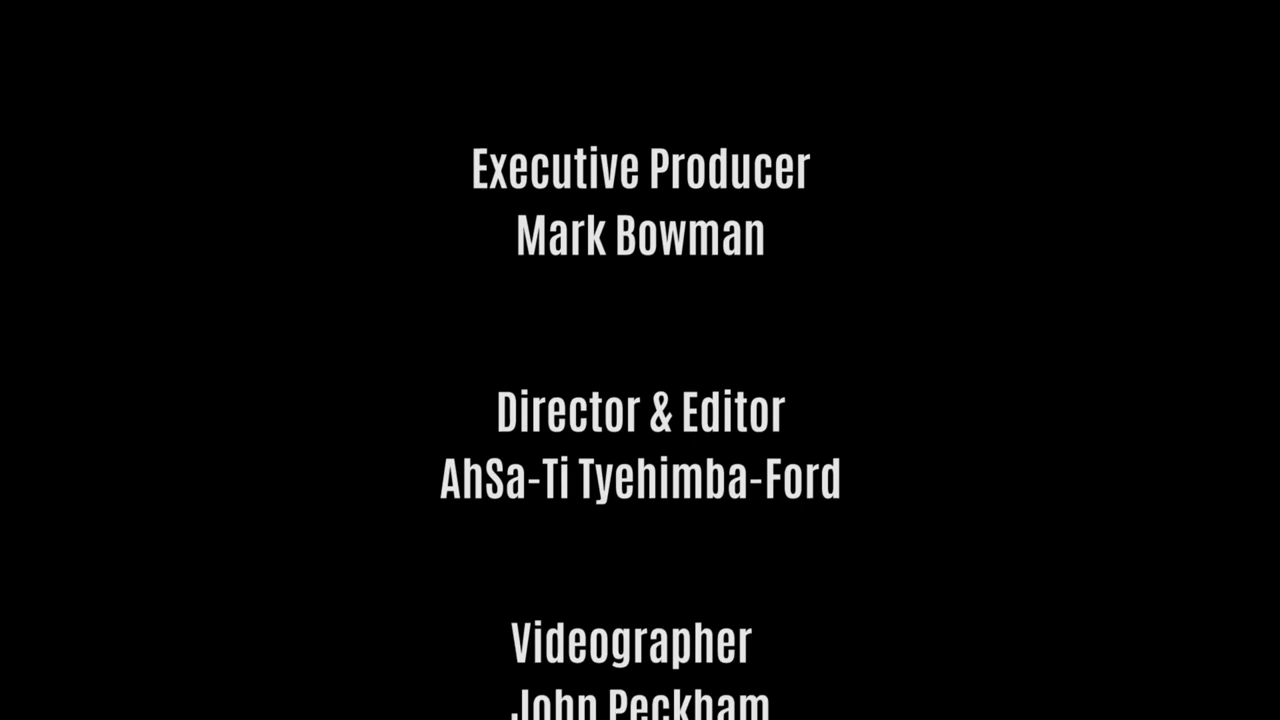 Executive Producer
Mark Bowman
Director & Editor
AhSa-Ti Tyehimba-Ford
Videographer
John Peckham